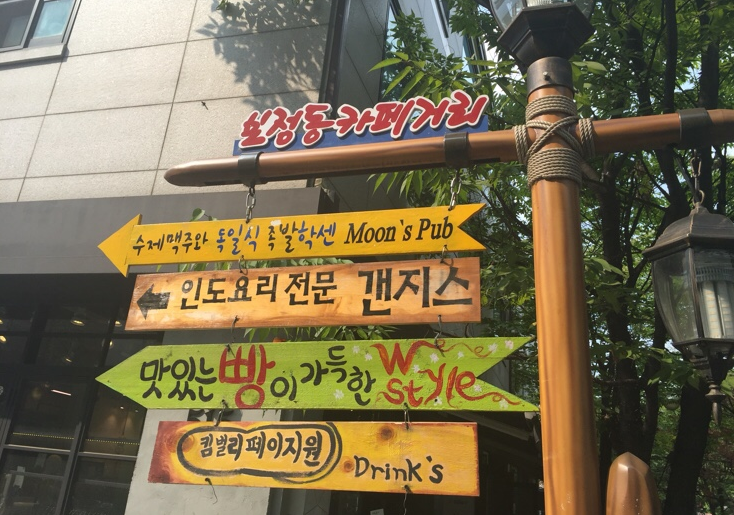 보정동카페거리
수제맥주와 독일식 족발학센 Moon's Pub
인도요리전문 갠지스
맛있는 빵이 가득한 W style
킴벌리페이지원 Drink's